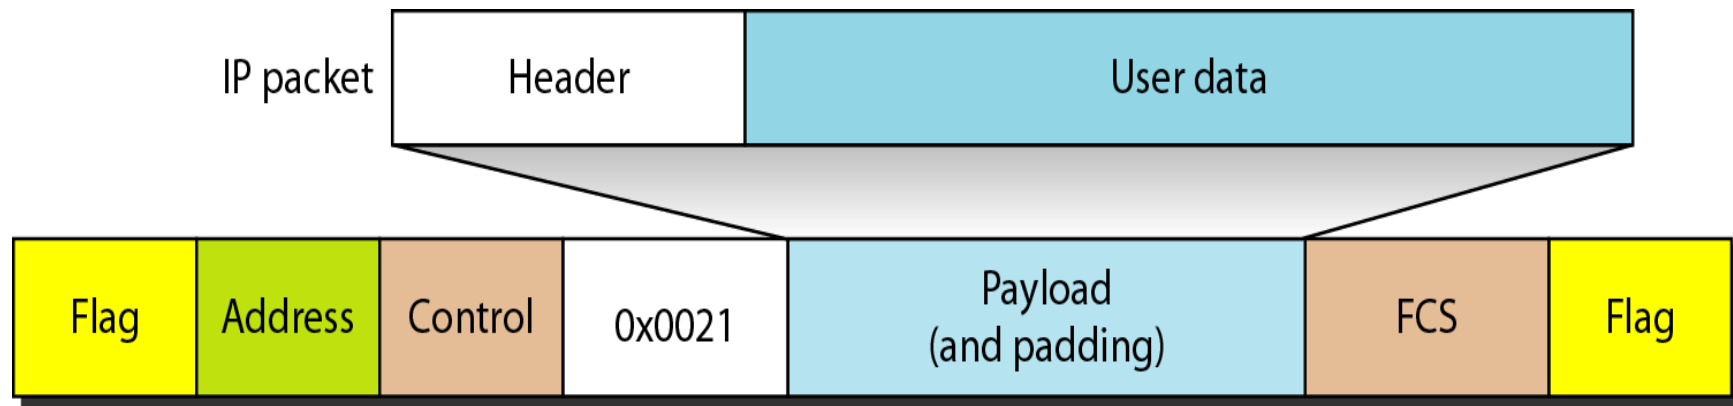 IP packet
Header
User data
Flag
Address
Control
0x0021
Payload
(and padding)
FCS
Flag